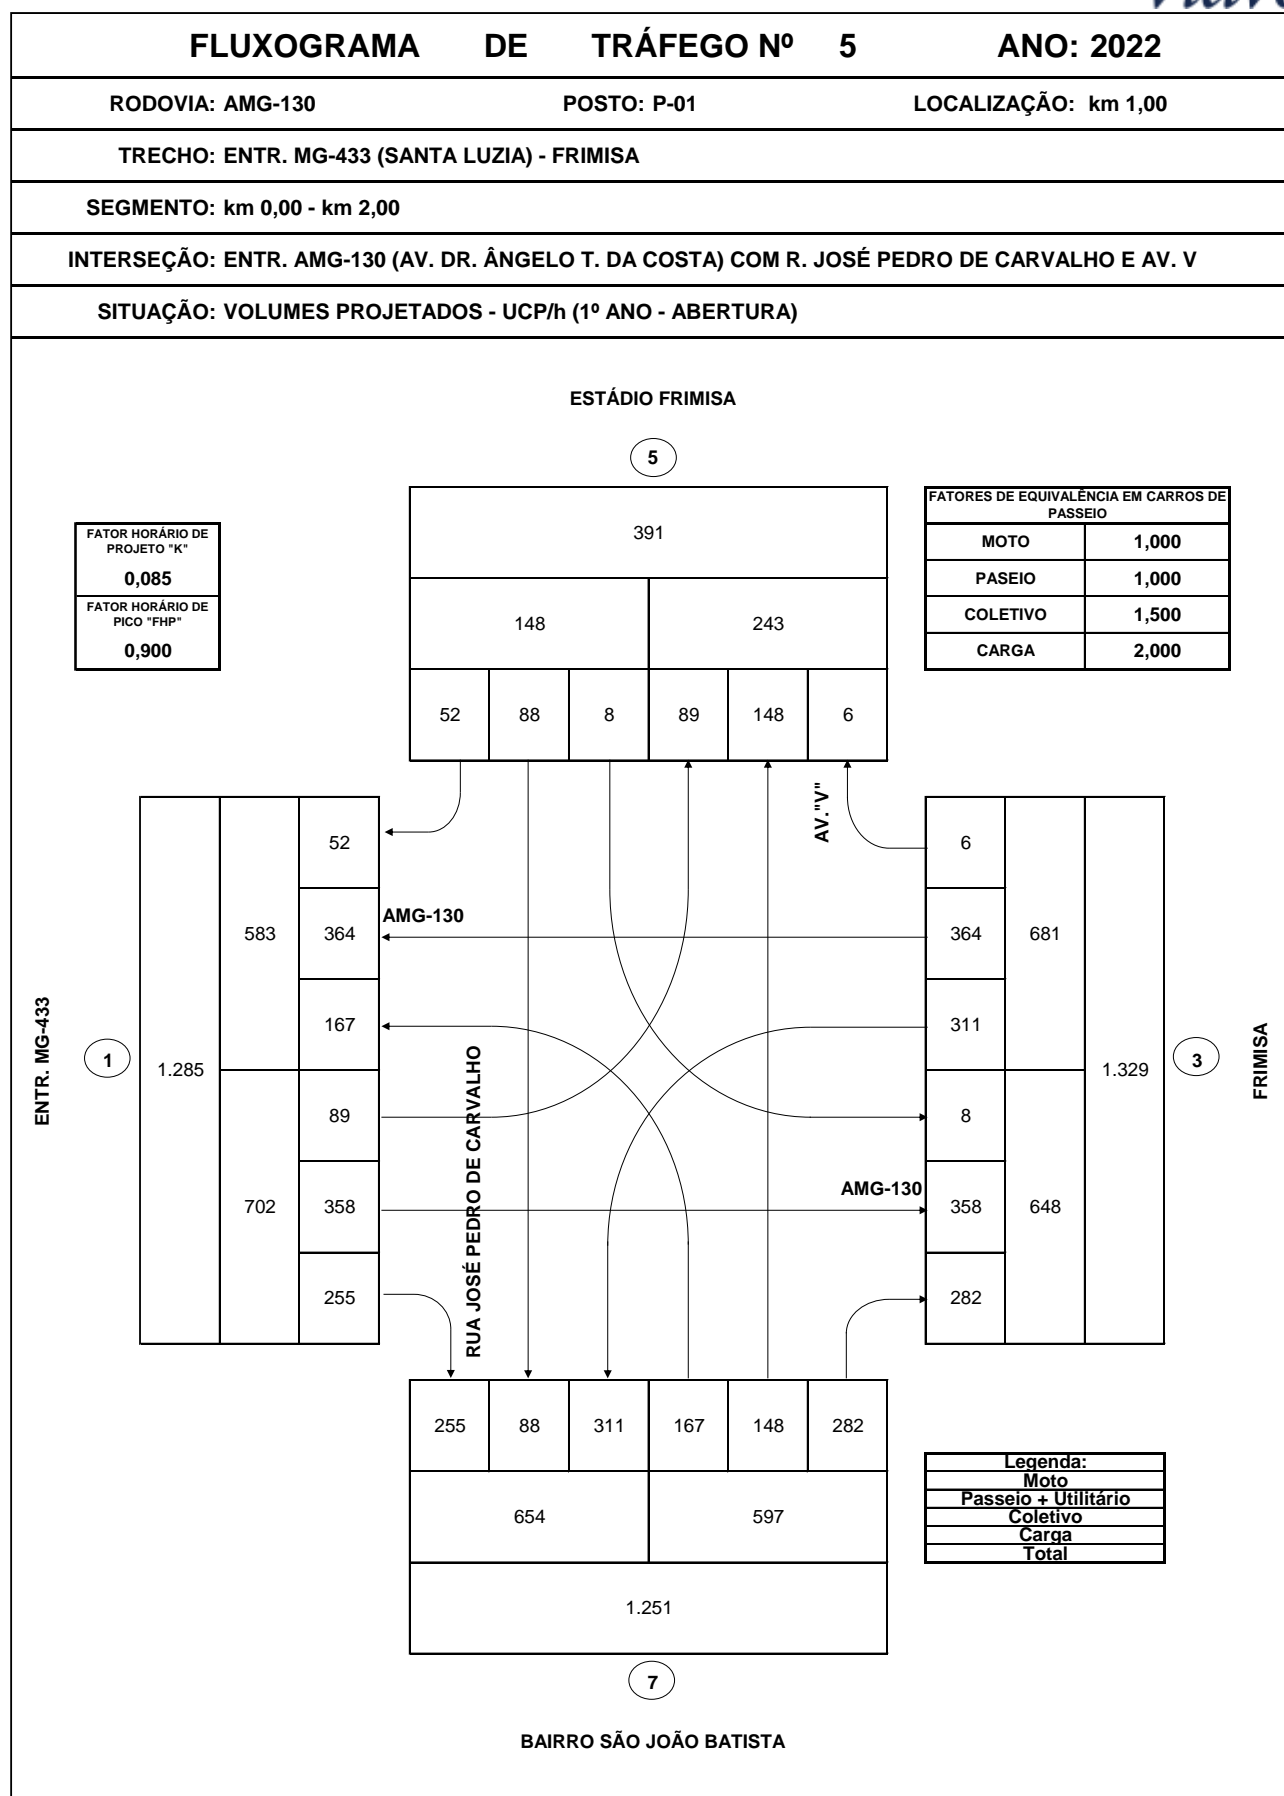 FLUXOGRAMA DE TRÁFEGO Nº 5 ANO: 2022
RODOVIA: AMG-130 POSTO: P-01 LOCALIZAÇÃO: km 1,00
TRECHO: ENTR. MG-433 (SANTA LUZIA) - FRIMISA
SEGMENTO: km 0,00 - km 2,00
INTERSEÇÃO: ENTR. AMG-130 (AV. DR. ÂNGELO T. DA COSTA) COM R. JOSÉ PEDRO DE CARVALHO E AV. V
SITUAÇÃO: VOLUMES PROJETADOS - UCP/h (1º ANO - ABERTURA)
ESTÁDIO FRIMISA
5
FATOR HORÁRIO DE
PROJETO "K"
0,085
FATOR HORÁRIO DE
PICO "FHP"
0,900
391
148 243
52 88 8 89 148 6
FATORES DE EQUIVALÊNCIA EM CARROS DE
PASSEIO
MOTO 1,000
PASEIO 1,000
COLETIVO 1,500
CARGA 2,000
AV."V"
ENTR. MG-433
1
1.285
583
702
52
364
167
89
358
255
AMG-130
RUA JOSÉ PEDRO DE CARVALHO
AMG-130
6
364
311
8
358
282
681
648
1.329
3
FRIMISA
255 88 311 167 148 282
654 597
1.251
Legenda:
Moto
Passeio + Utilitário
Coletivo
Carga
Total
7
BAIRRO SÃO JOÃO BATISTA